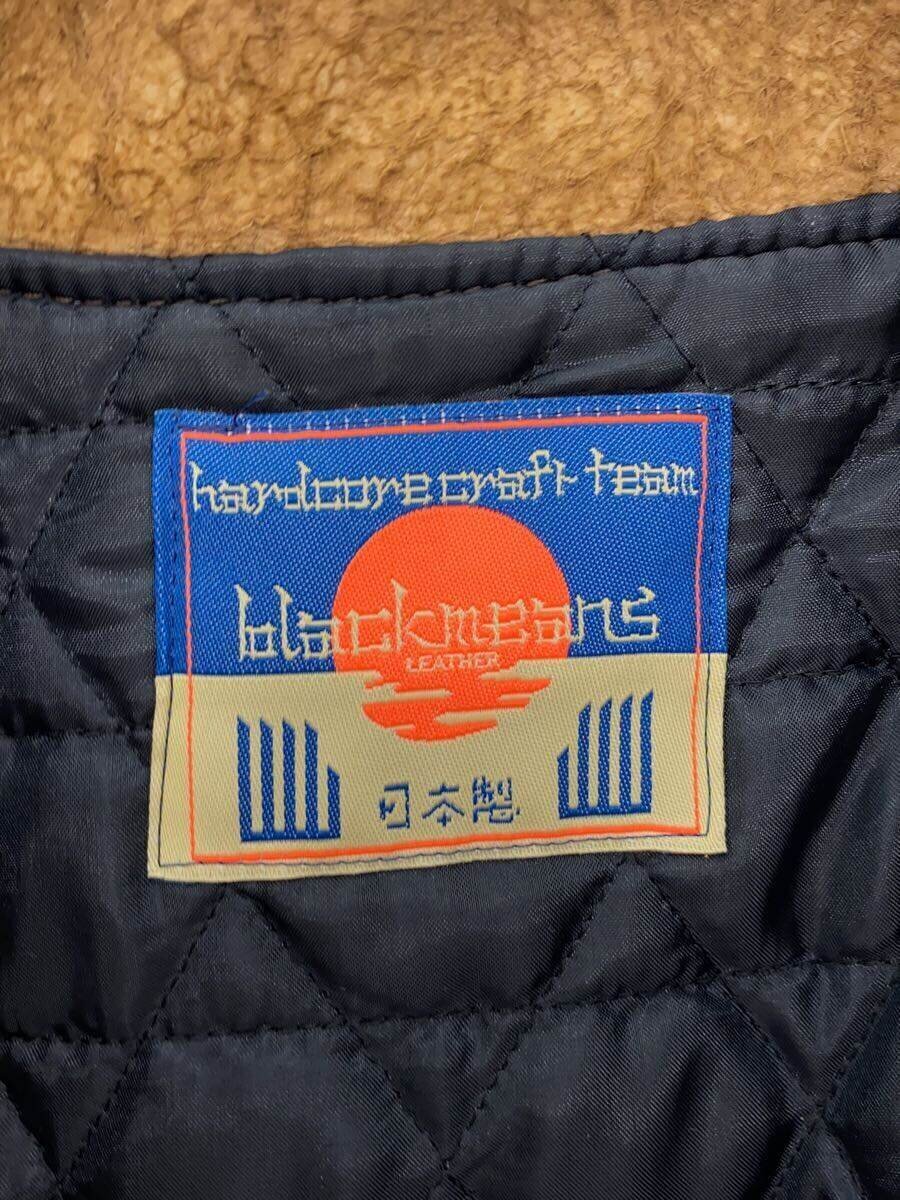 hardcore craft team
blackmeans
LEATHER
日本製